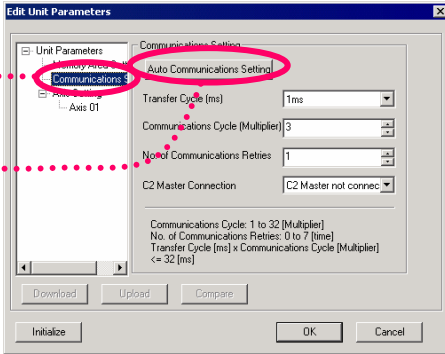 Edit Unit Parameters
Unit Parameters
Communications Setting
Auto Communications Setting
Communications S
Axis 01
Transfer Cycle (ms)
1ms
Communications Cycle (Multiplier)
3
No. of Communications Retries
1
C2 Master Connection
C2 Master not connec
Communications Cycle: 1 to 32 [Multiplier]
No. of Communications Retries: 0 to 7 [time]
Transfer Cycle [ms] x Communications Cycle [Multiplier]
<= 32 [ms]
Download
Upload
Compare
Initialize
OK
Cancel